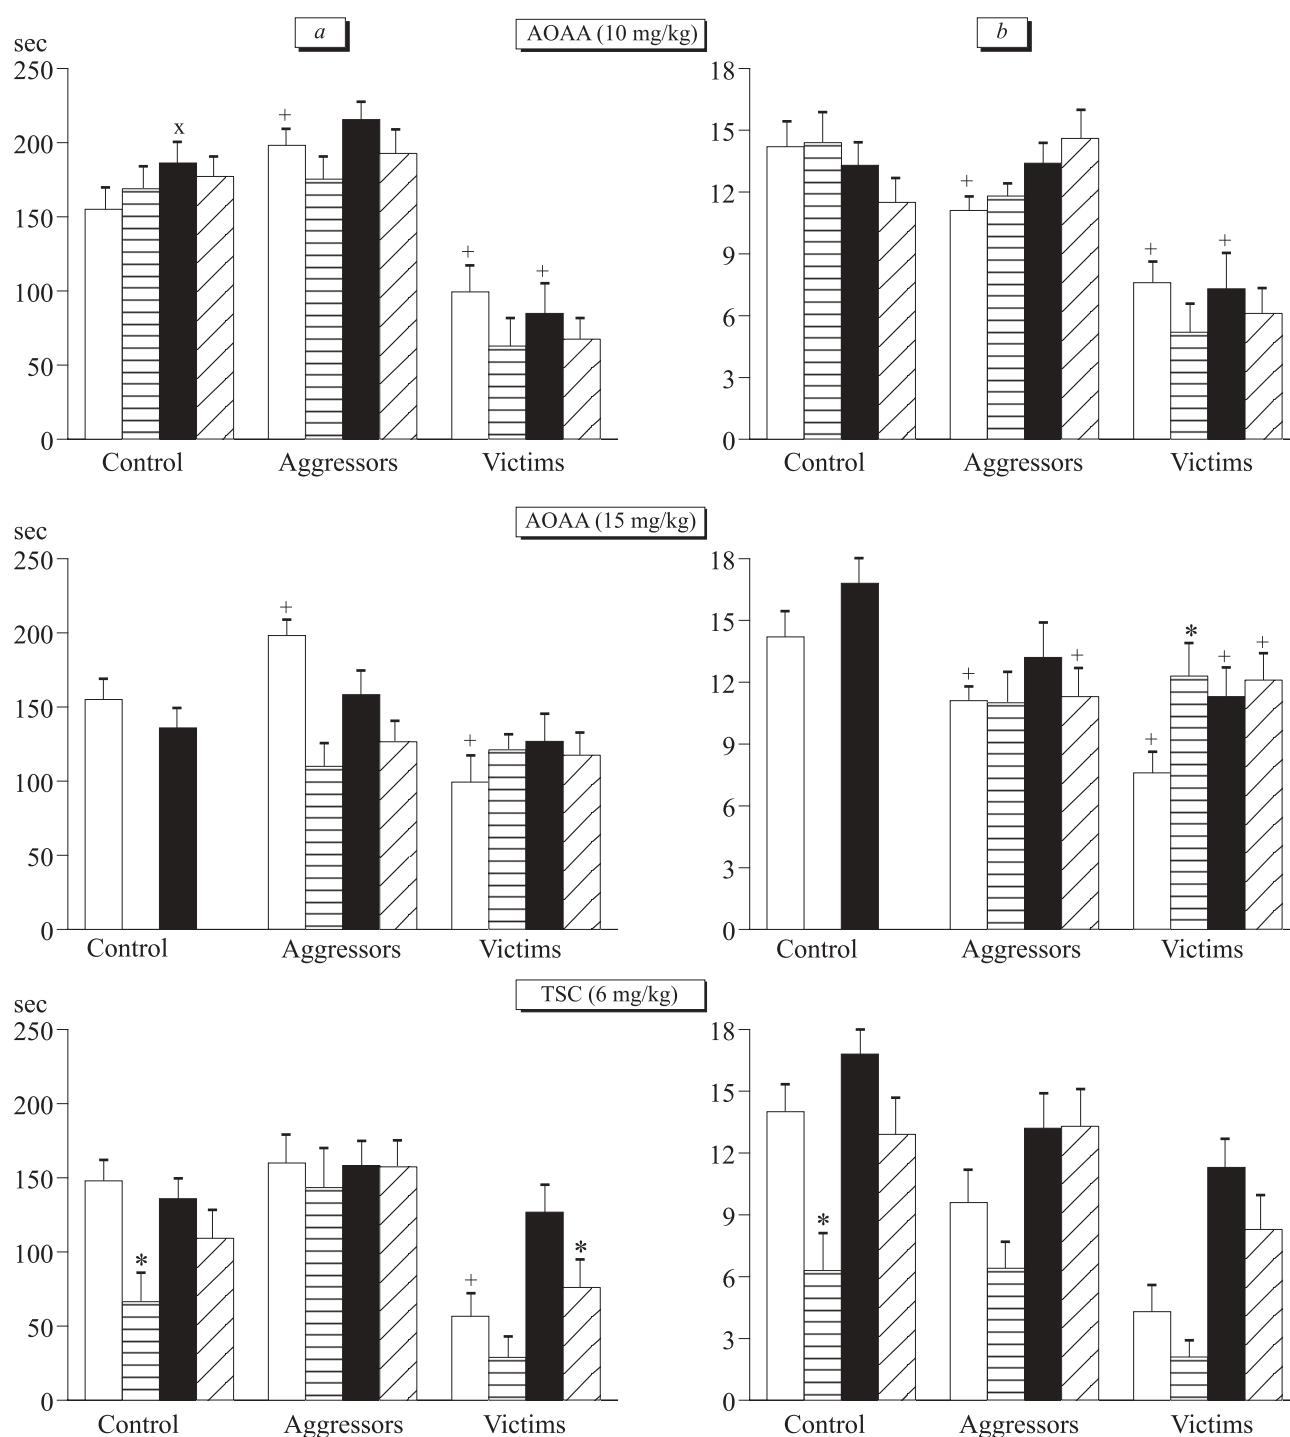 a
AOAA (10 mg/kg)
b
sec
250
200
150
100
50
0
x
+
+
+
Control
Aggressors
Victims
18
15
12
9
6
3
0
+
+
+
Control
Aggressors
Victims
AOAA (15 mg/kg)
sec
250
200
150
100
50
0
+
+
Control
Aggressors
Victims
18
15
12
9
6
3
0
+
+
+
*
+
+
Control
Aggressors
Victims
TSC (6 mg/kg)
sec
250
200
150
100
50
0
*
+
*
Control
Aggressors
Victims
18
15
12
9
6
3
0
*
Control
Aggressors
Victims